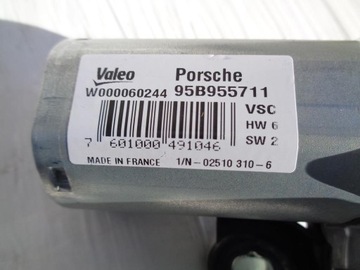 Valeo Porsche
W000060244 95B955711
VSC
HW 6
SW 2
7 601000 491046
MADE IN FRANCE 1/N-02510 310-6